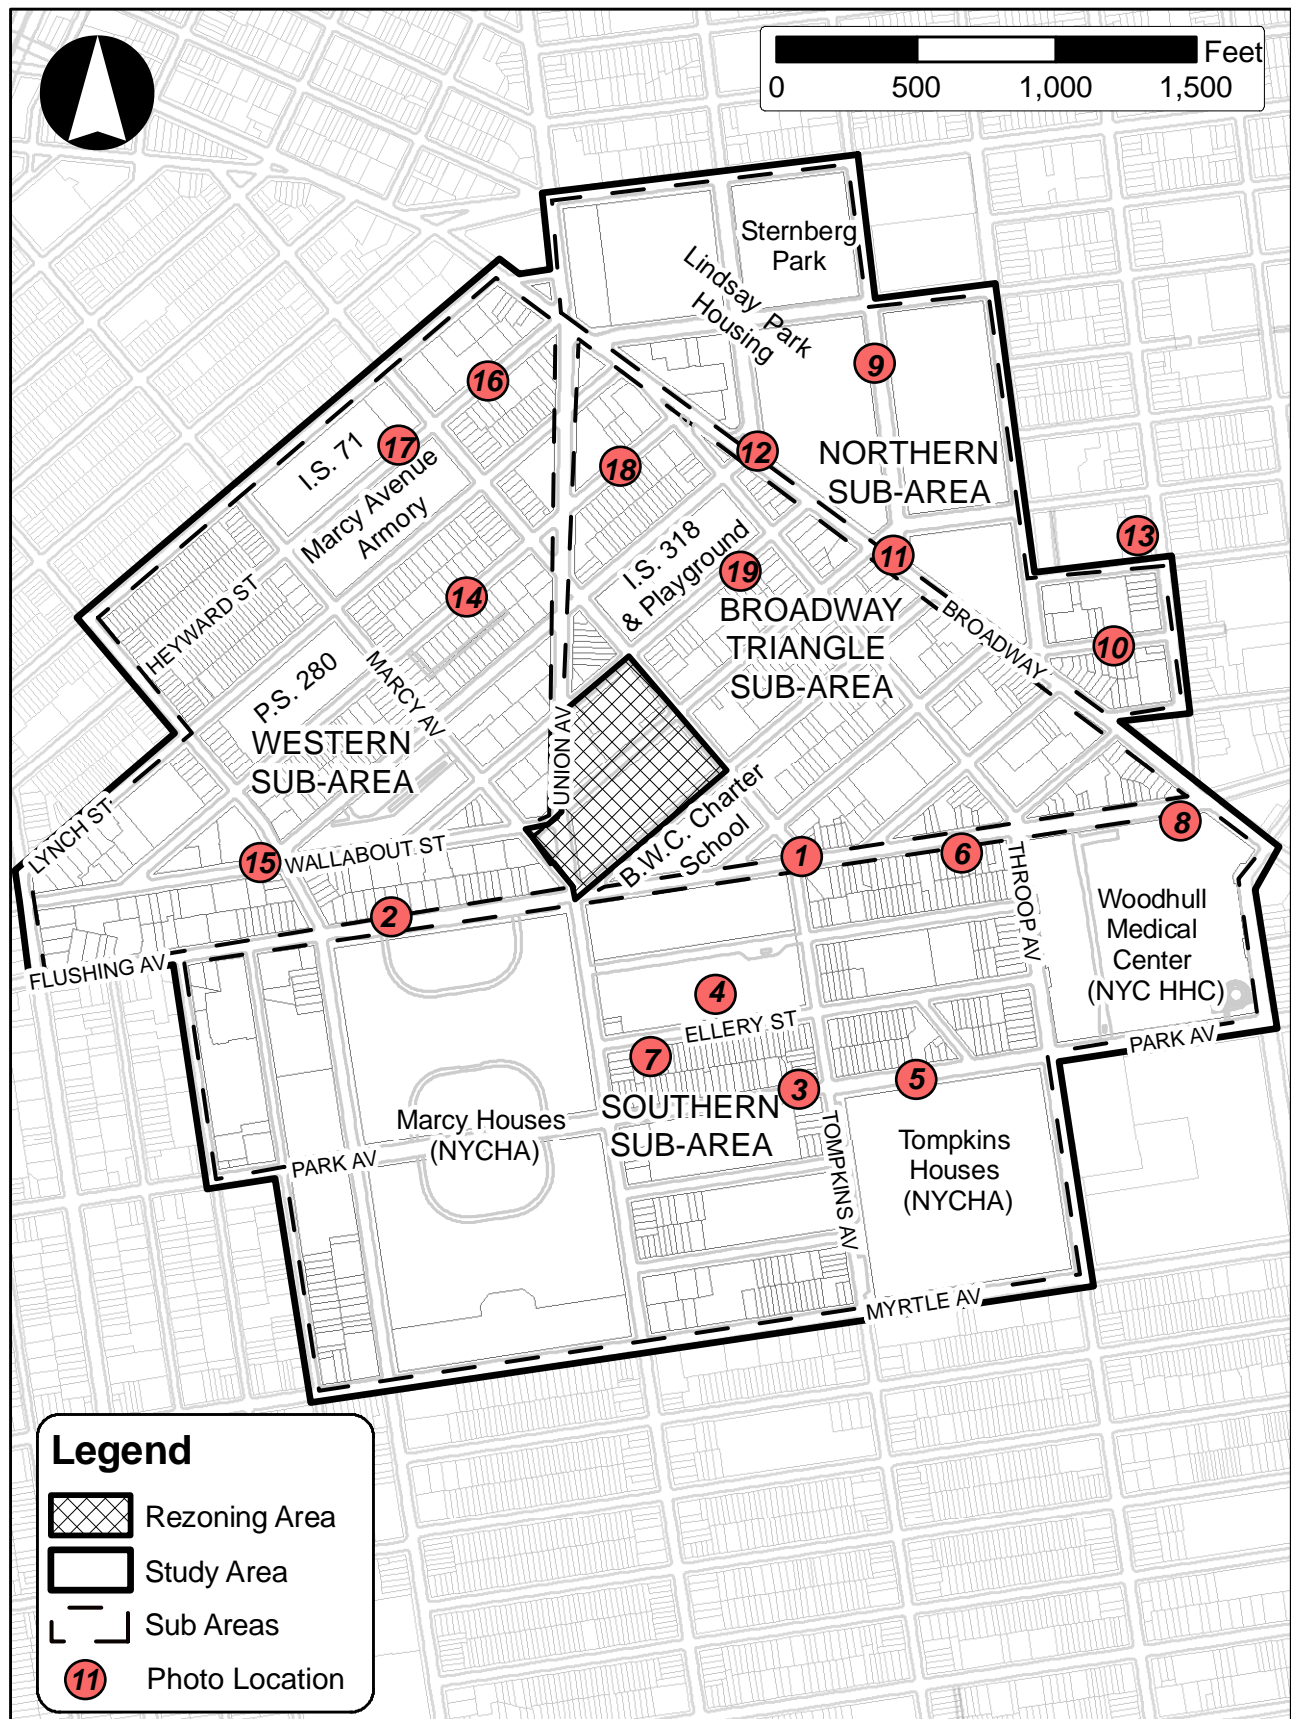 Feet
0 500 1,000 1,500
Sternberg
Park
Lindsay Park
Housing
9
16
17
I.S. 71
Marcy Avenue
Armory
18
12
NORTHERN
SUB-AREA
13
11
I.S. 318
& Playground
19
14
BROADWAY
TRIANGLE
SUB-AREA
BROADWAY
10
HEYWARD ST
P.S. 280
MARCY AV
WESTERN
SUB-AREA
UNION AV
B.W.C. Charter
School
LYNCH ST
15
WALLABOUT ST
1
6
8
THROOP AV
2
Woodhull
Medical
Center
(NYC HHC)
FLUSHING AV
4
ELLERY ST
PARK AV
7
3
5
SOUTHERN
SUB-AREA
Marcy Houses
(NYCHA)
PARK AV
TOMPKINS AV
Tompkins
Houses
(NYCHA)
MYRTLE AV
Legend
Rezoning Area
Study Area
Sub Areas
11 Photo Location